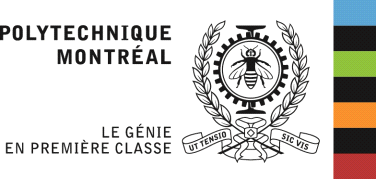 POLYTECHNIQUE
MONTRÉAL
LE GÉNIE
EN PREMIÈRE CLASSE
UT TENSIO SIC VIS